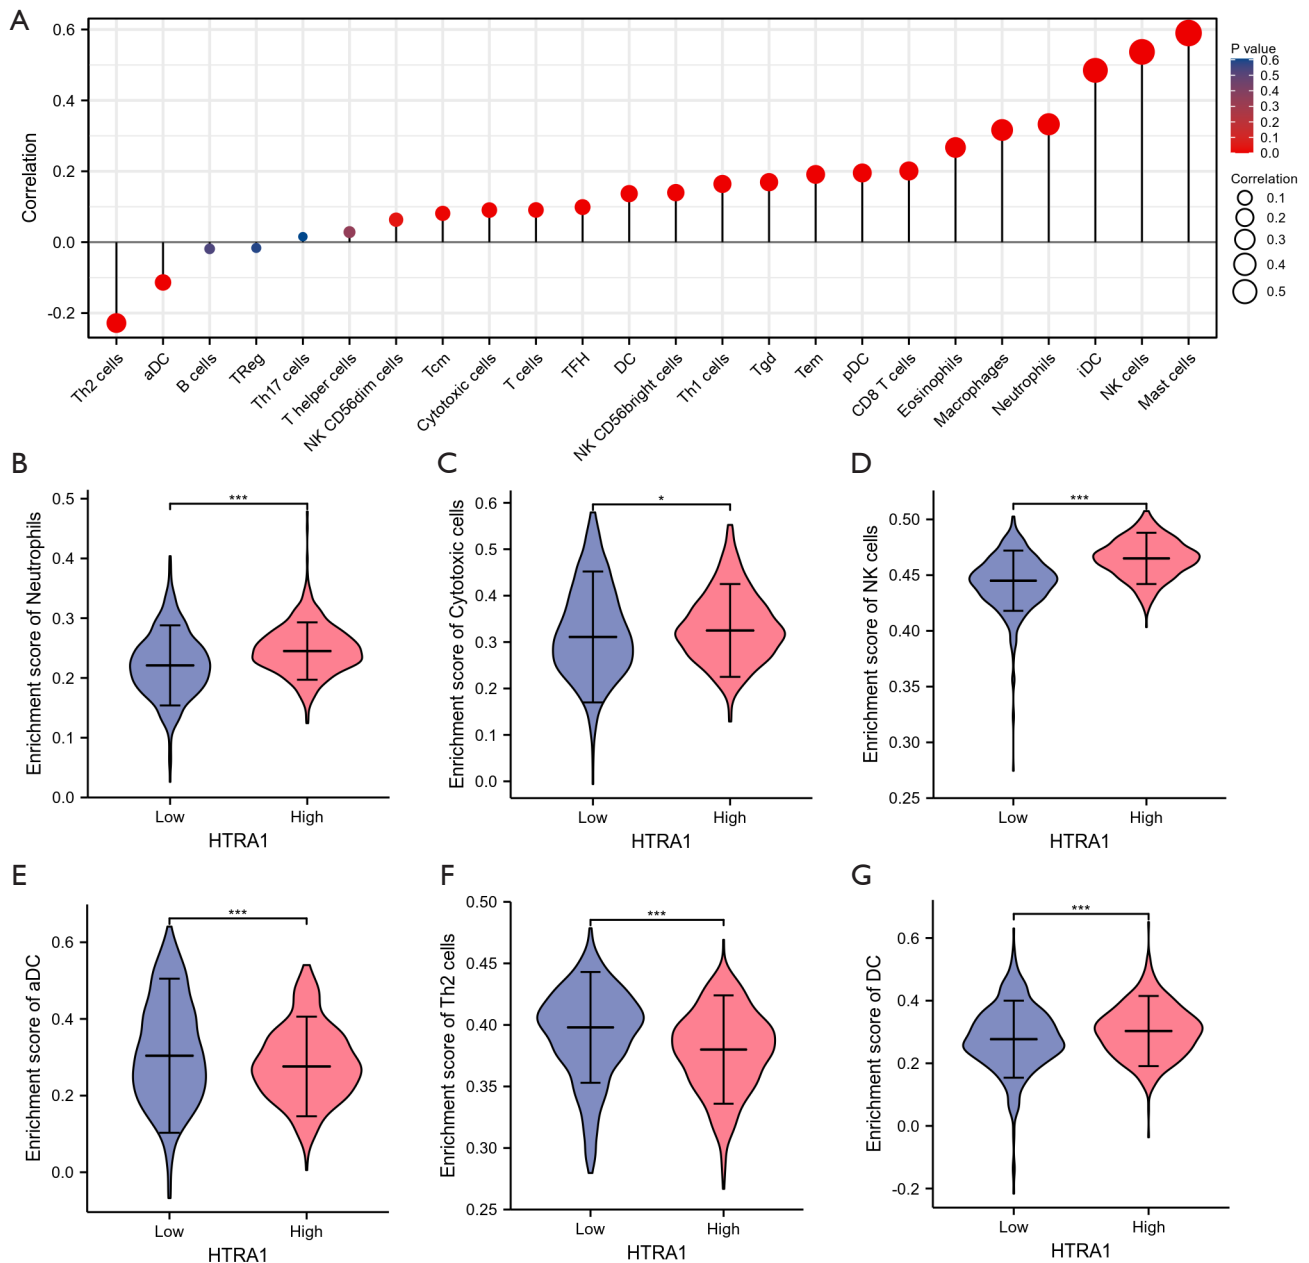 A
0.6
0.4
0.2
0.0
-0.2
Correlation
Th2 cells
aDC
B cells
TReg
Th17 cells
T helper cells
NK CD56dim cells
Tcm
Cytotoxic cells
T cells
TFH
DC
NK CD56bright cells
Th1 cells
Tgd
Tem
pDC
CD8 T cells
Eosinophils
Macrophages
Neutrophils
iDC
NK cells
Mast cells
P value
0.6
0.5
0.4
0.3
0.2
0.1
0.0
Correlation
0.1
0.2
0.3
0.4
0.5
B
Enrichment score of Neutrophils
0.5
0.4
0.3
0.2
0.1
0.0
***
Low
High
HTRA1
C
Enrichment score of Cytotoxic cells
0.6
0.5
0.4
0.3
0.2
0.1
0.0
*
Low
High
HTRA1
D
Enrichment score of NK cells
0.50
0.45
0.40
0.35
0.30
0.25
***
Low
High
HTRA1
E
Enrichment score of aDC
0.6
0.4
0.2
0.0
***
Low
High
HTRA1
F
Enrichment score of Th2 cells
0.50
0.45
0.40
0.35
0.30
0.25
***
Low
High
HTRA1
G
Enrichment score of DC
0.6
0.4
0.2
0.0
-0.2
***
Low
High
HTRA1